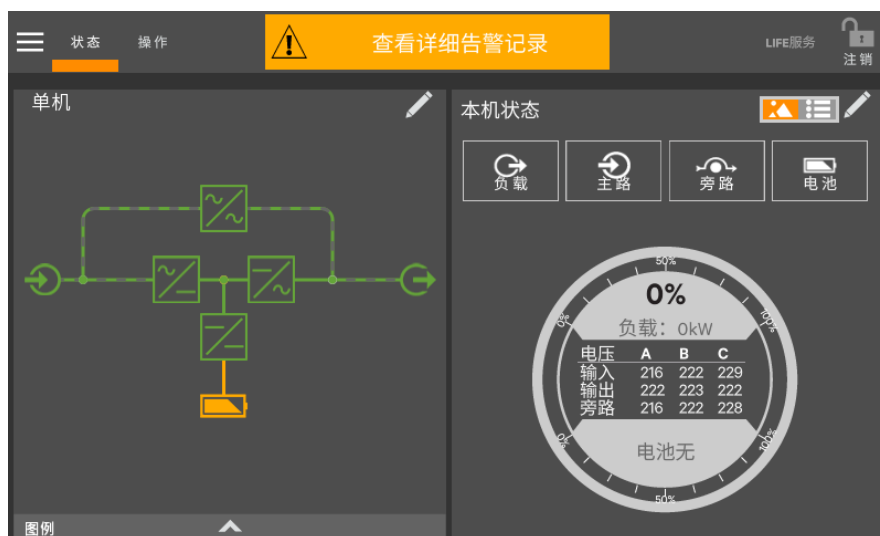 状态 操作
查看详细告警记录
LIFE服务
注销
单机
本机状态
负载 主路 旁路 电池
50%
0% 100%
0%
负载：0kW
电压 A B C
输入 216 222 229
输出 222 223 222
旁路 216 222 228
电池无
0% 100%
50%
图例